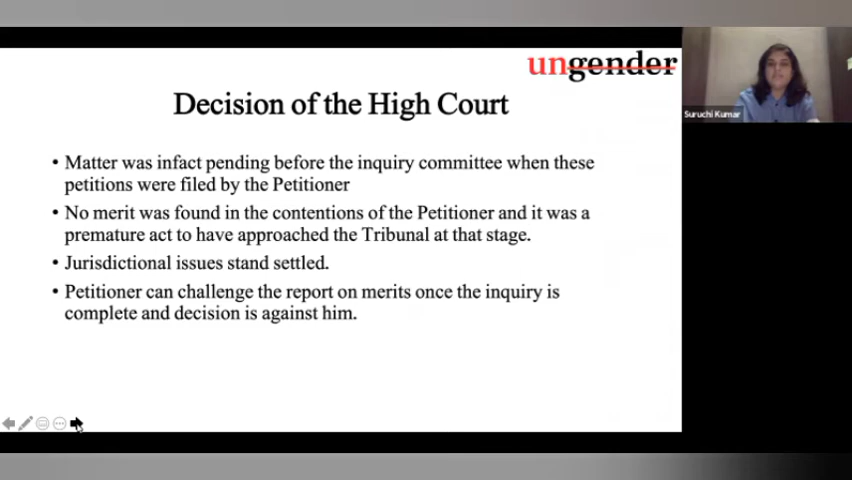 ungender
Decision of the High Court
• Matter was infact pending before the inquiry committee when these
petitions were filed by the Petitioner
• No merit was found in the contentions of the Petitioner and it was a
premature act to have approached the Tribunal at that stage.
• Jurisdictional issues stand settled.
• Petitioner can challenge the report on merits once the inquiry is
complete and decision is against him.
Suruchi Kumar